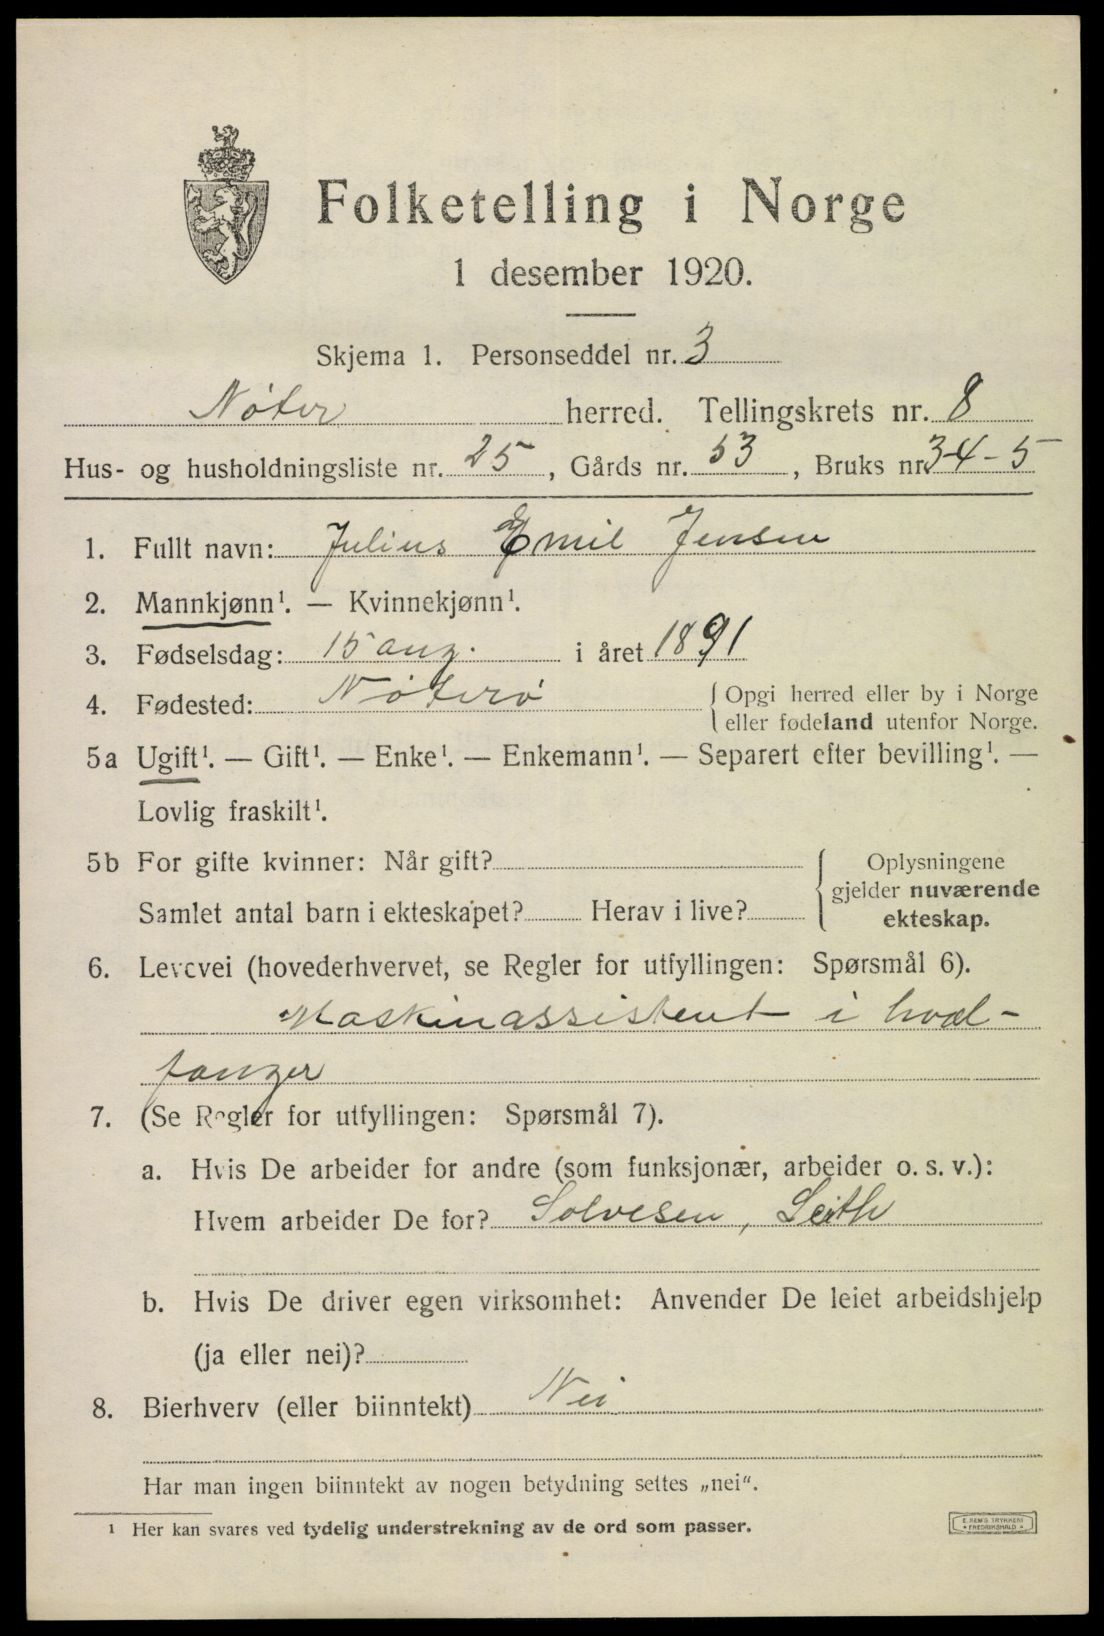 Folketelling i Norge
1 desember 1920.
Skjema 1. Personseddel nr. 3
Nøter herred. Tellingskrets nr. 8
Hus- og husholdningsliste nr. 25, Gårds nr. 53, Bruks nr. 34-5
1. Fullt navn: Julius Emil Jensen
2. Mannkjønn¹. — Kvinnekjønn¹.
3. Fødselsdag: 15 aug. i året 1891
4. Fødested: Nøterø { Opgi herred eller by i Norge
eller fødeland utenfor Norge.
5a Ugift¹. — Gift¹. — Enke¹. — Enkemann¹. — Separert efter bevilling¹. —
Lovlig fraskilt¹.
5b For gifte kvinner: Når gift? { Oplysningene
gjelder nuværende
Samlet antal barn i ekteskapet? Herav i live? ekteskap.
6. Levevei (hovederhvervet, se Regler for utfyllingen: Spørsmål 6).
Maskinassistent i hval-
fanger
7. (Se Regler for utfyllingen: Spørsmål 7).
a. Hvis De arbeider for andre (som funksjonær, arbeider o. s. v.):
Hvem arbeider De for? Solvesen, Leith
b. Hvis De driver egen virksomhet: Anvender De leiet arbeidshjelp
(ja eller nei)?
8. Bierhverv (eller biinntekt) Nei
Har man ingen biinntekt av nogen betydning settes „nei“.
¹ Her kan svares ved tydelig understrekning av de ord som passer.
E. SEM'S TRYKKERI
* FREDRIKSHALD *